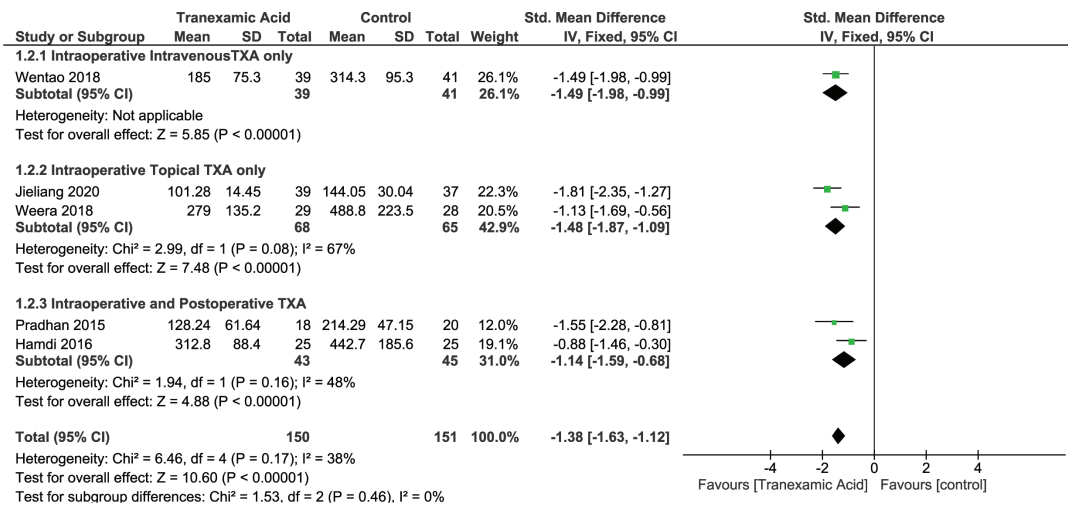 Tranexamic Acid Control Std. Mean Difference Std. Mean Difference
Study or Subgroup Mean SD Total Mean SD Total Weight IV, Fixed, 95% CI IV, Fixed, 95% CI
1.2.1 Intraoperative IntravenousTXA only
Wentao 2018 185 75.3 39 314.3 95.3 41 26.1% -1.49 [-1.98, -0.99]
Subtotal (95% CI) 39 41 26.1% -1.49 [-1.98, -0.99]
Heterogeneity: Not applicable
Test for overall effect: Z = 5.85 (P < 0.00001)
1.2.2 Intraoperative Topical TXA only
Jieliang 2020 101.28 14.45 39 144.05 30.04 37 22.3% -1.81 [-2.35, -1.27]
Weera 2018 279 135.2 29 488.8 223.5 28 20.5% -1.13 [-1.69, -0.56]
Subtotal (95% CI) 68 65 42.9% -1.48 [-1.87, -1.09]
Heterogeneity: Chi² = 2.99, df = 1 (P = 0.08); I² = 67%
Test for overall effect: Z = 7.48 (P < 0.00001)
1.2.3 Intraoperative and Postoperative TXA
Pradhan 2015 128.24 61.64 18 214.29 47.15 20 12.0% -1.55 [-2.28, -0.81]
Hamdi 2016 312.8 88.4 25 442.7 185.6 25 19.1% -0.88 [-1.46, -0.30]
Subtotal (95% CI) 43 45 31.0% -1.14 [-1.59, -0.68]
Heterogeneity: Chi² = 1.94, df = 1 (P = 0.16); I² = 48%
Test for overall effect: Z = 4.88 (P < 0.00001)
Total (95% CI) 150 151 100.0% -1.38 [-1.63, -1.12]
Heterogeneity: Chi² = 6.46, df = 4 (P = 0.17); I² = 38%
Test for overall effect: Z = 10.60 (P < 0.00001)
Test for subgroup differences: Chi² = 1.53, df = 2 (P = 0.46), I² = 0%
-4 -2 0 2 4
Favours [Tranexamic Acid] Favours [control]